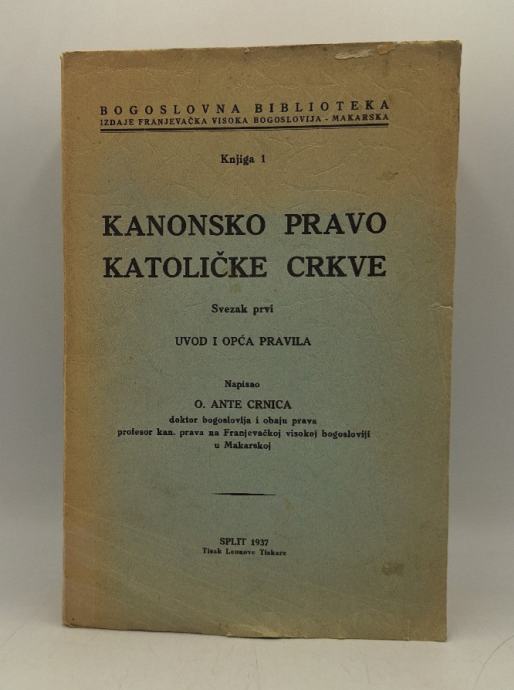 BOGOSLOVNA BIBLIOTEKA
IZDAJE FRANJEVAČKA VISOKA BOGOSLOVIJA - MAKARSKA
Knjiga 1
KANONSKO PRAVO
KATOLIČKE CRKVE
Svezak prvi
UVOD I OPĆA PRAVILA
Napisao
O. ANTE CRNICA
doktor bogoslovija i obaju prava
profesor kan. prava na Franjevačkoj visokoj bogosloviji
u Makarskoj
SPLIT 1937
Tisak Leonove Tiskare